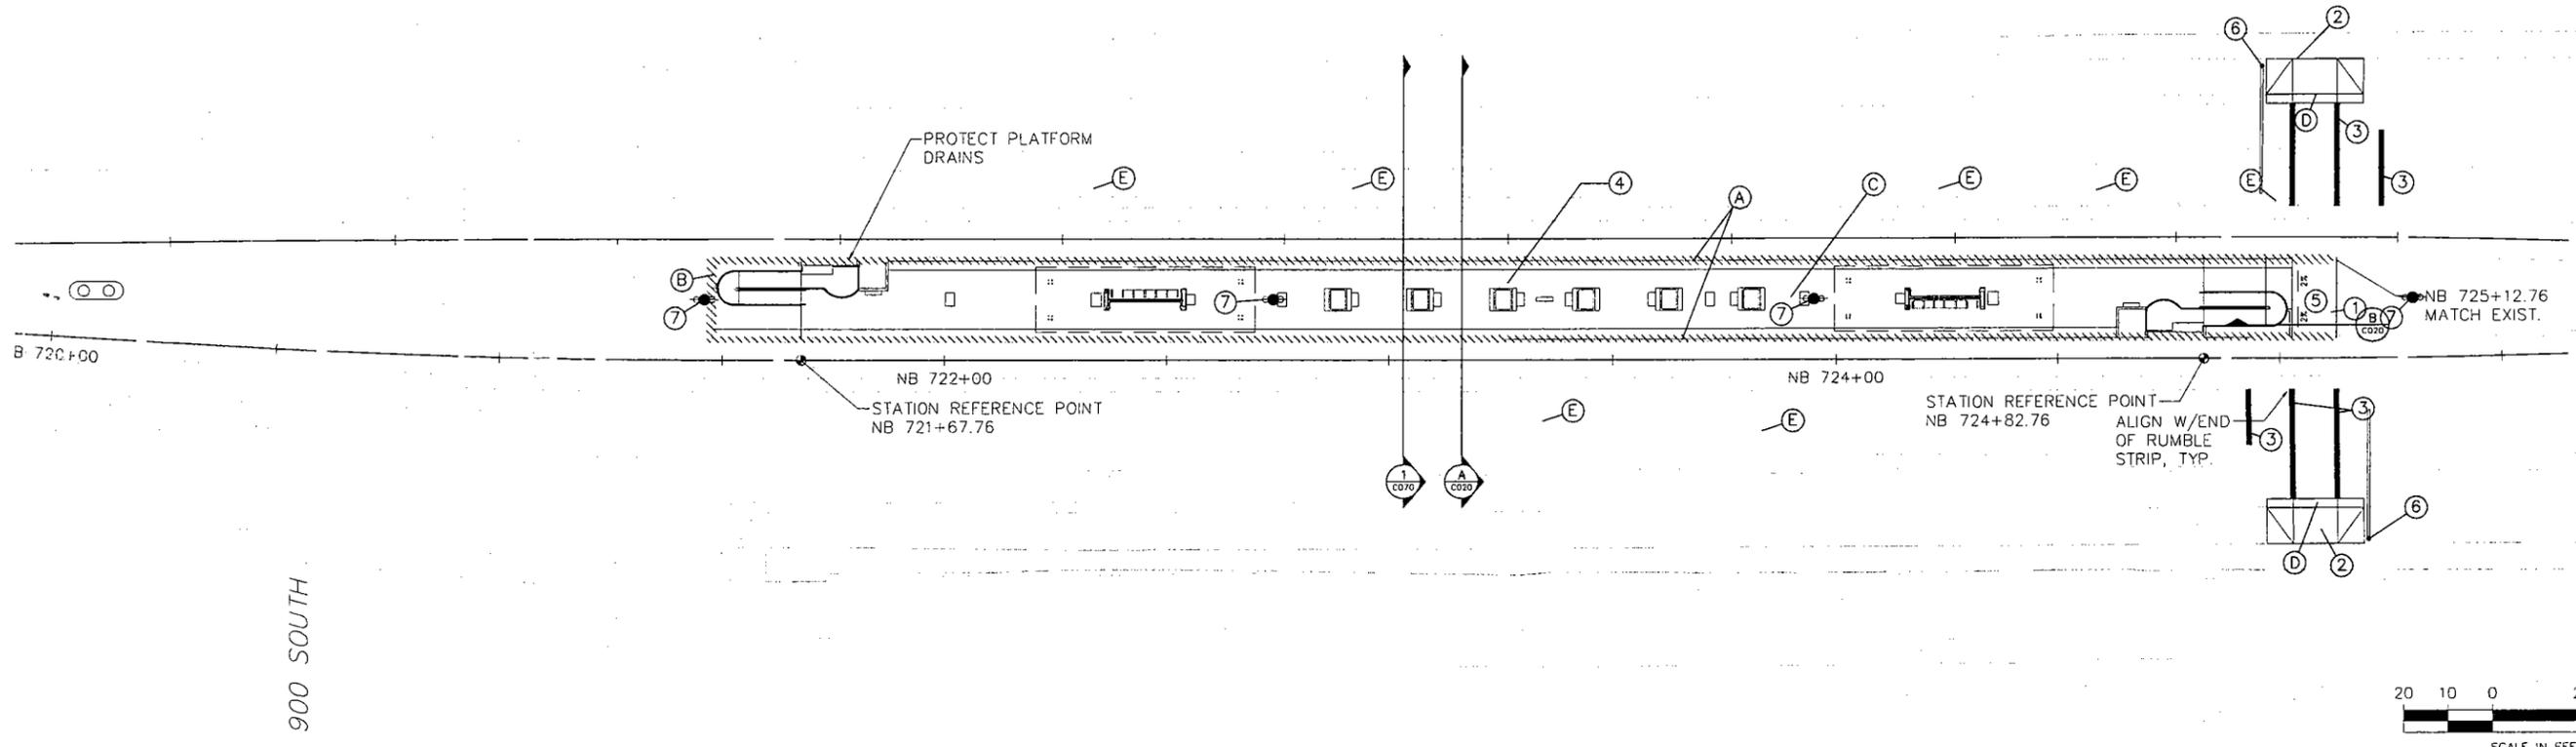 6
2
D
3
3
E
PROTECT PLATFORM
DRAINS
E
E
4
A
C
E
E
B
7
7
7
2%
2%
5
1
B
C020
7
NB 725+12.76
MATCH EXIST.
B 720+00
NB 722+00
NB 724+00
STATION REFERENCE POINT
NB 721+67.76
E
E
STATION REFERENCE POINT
NB 724+82.76
ALIGN W/END
OF RUMBLE
STRIP, TYP.
3
3
1
C070
A
C020
6
D
2
900 SOUTH
20 10 0